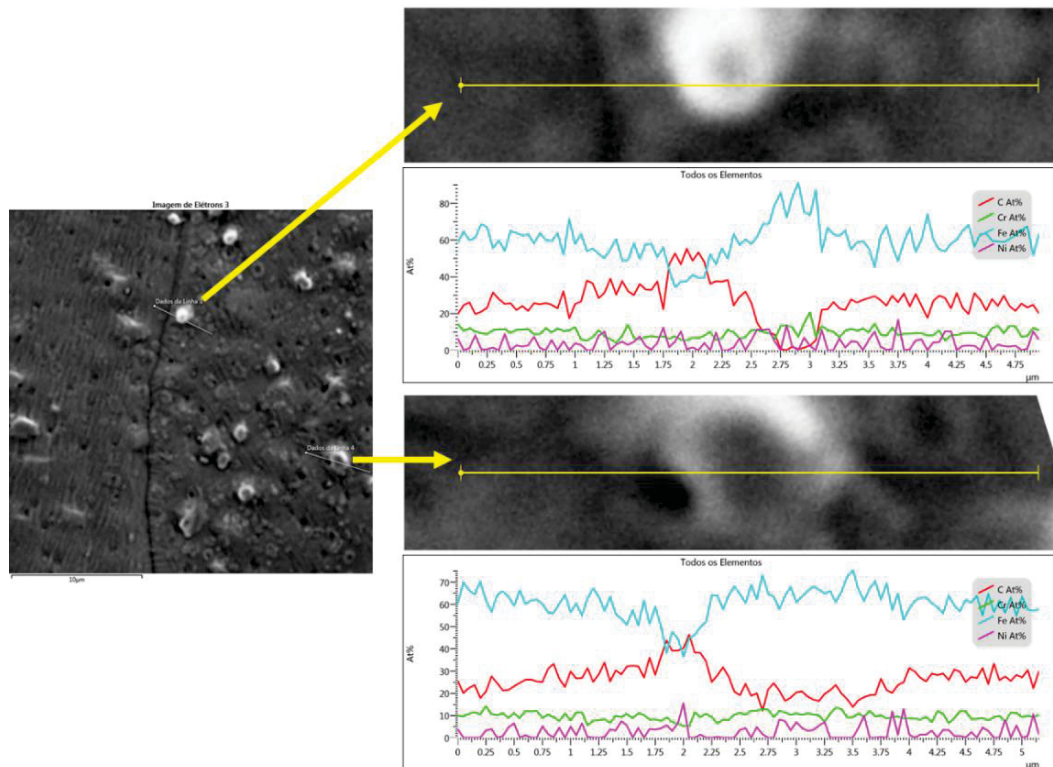 Imagem de Elétrons 3
Dados da Linha
Dados da Linha 4
10µm
Todos os Elementos
C At%
Cr At%
Fe At%
Ni At%
At%
80
60
40
20
0
0 0.25 0.5 0.75 1 1.25 1.5 1.75 2 2.25 2.5 2.75 3 3.25 3.5 3.75 4 4.25 4.5 4.75
µm
Todos os Elementos
C At%
Cr At%
Fe At%
Ni At%
At%
70
60
50
40
30
20
10
0
0 0.25 0.5 0.75 1 1.25 1.5 1.75 2 2.25 2.5 2.75 3 3.25 3.5 3.75 4 4.25 4.5 4.75 5
µm